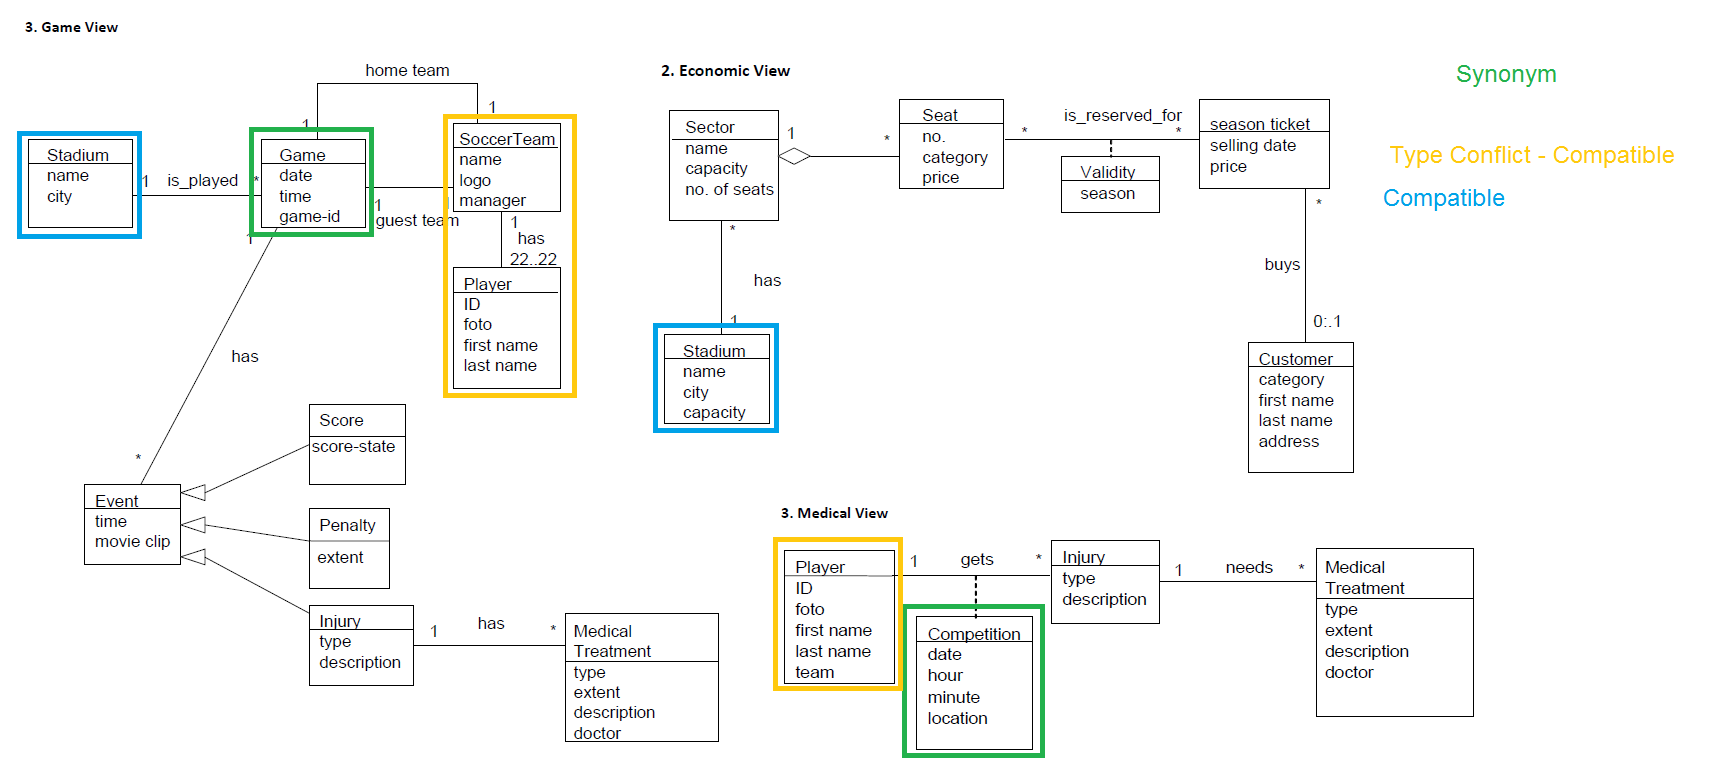 3. Game View
home team
1
1
Stadium
name
city
1
is_played
*
Game
date
time
game-id
1
guest team
SoccerTeam
name
logo
manager
1
has
22..22
Player
ID
foto
first name
last name
1
has
*
Event
time
movie clip
Score
score-state
Penalty
extent
Injury
type
description
1
has
*
Medical
Treatment
type
extent
description
doctor
2. Economic View
Sector
name
capacity
no. of seats
1
*
Seat
no.
category
price
*
is_reserved_for
*
Validity
season
season ticket
selling date
price
*
buys
0:.1
Customer
category
first name
last name
address
*
has
1
Stadium
name
city
capacity
Synonym
Type Conflict - Compatible
Compatible
3. Medical View
Player
ID
foto
first name
last name
team
1
gets
*
Competition
date
hour
minute
location
Injury
type
description
1
needs
*
Medical
Treatment
type
extent
description
doctor